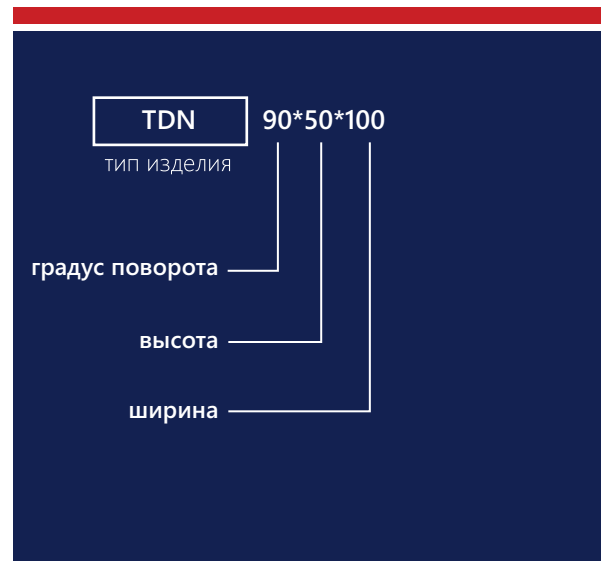 TDN 90*50*100
тип изделия
градус поворота
высота
ширина